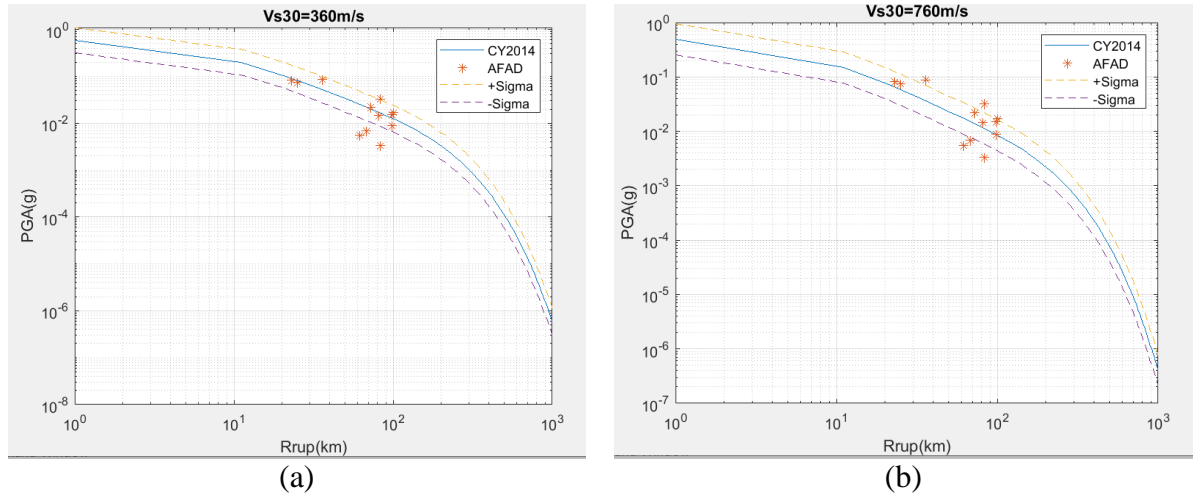 Vs30=360m/s
10^0
10^-2
10^-4
10^-6
10^-8
PGA(g)
CY2014
AFAD
+Sigma
-Sigma
10^0
10^1
10^2
10^3
Rrup(km)
(a)
Vs30=760m/s
10^0
10^-1
10^-2
10^-3
10^-4
10^-5
10^-6
10^-7
PGA(g)
CY2014
AFAD
+Sigma
-Sigma
10^0
10^1
10^2
10^3
Rrup(km)
(b)